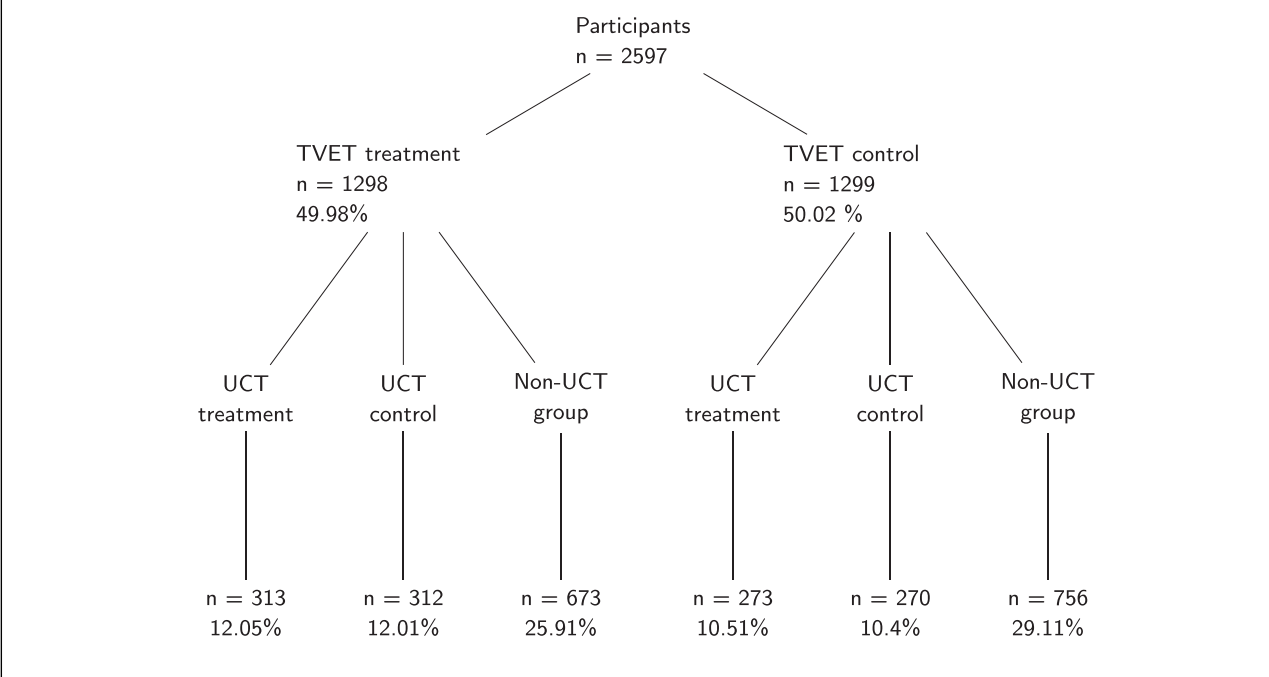 Participants
n = 2597
TVET treatment
n = 1298
49.98%
TVET control
n = 1299
50.02 %
UCT
treatment
UCT
control
Non-UCT
group
UCT
treatment
UCT
control
Non-UCT
group
n = 313
12.05%
n = 312
12.01%
n = 673
25.91%
n = 273
10.51%
n = 270
10.4%
n = 756
29.11%